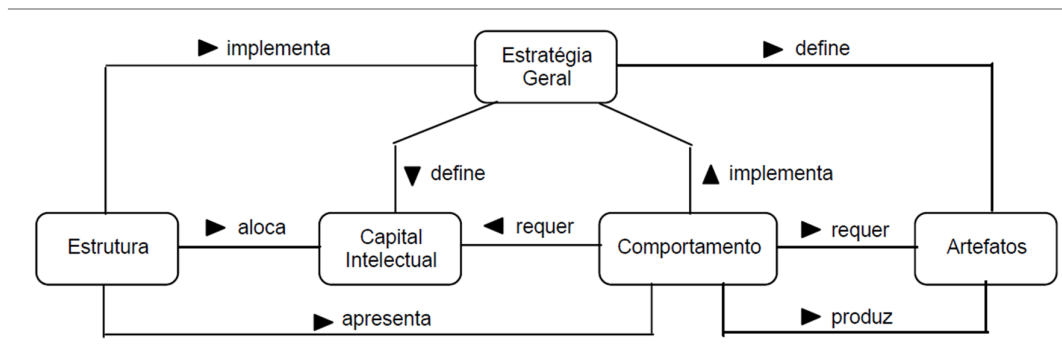 implementa
Estratégia
Geral
define
define
implementa
Estrutura
aloca
Capital
Intelectual
requer
Comportamento
requer
Artefatos
apresenta
produz